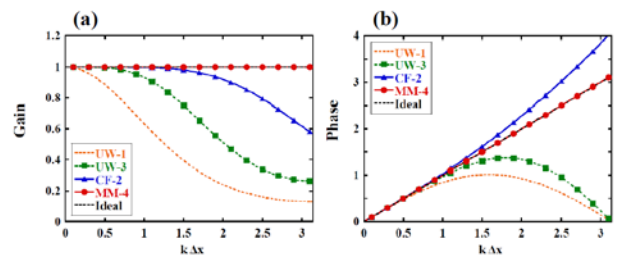 (a)
1.2
1
0.8
0.6
0.4
0.2
0
0
0.5
1
1.5
2
2.5
3
Gain
k Δx
UW-1
UW-3
CF-2
MM-4
Ideal
(b)
4
3
2
1
0
0
0.5
1
1.5
2
2.5
3
Phase
k Δx
UW-1
UW-3
CF-2
MM-4
Ideal